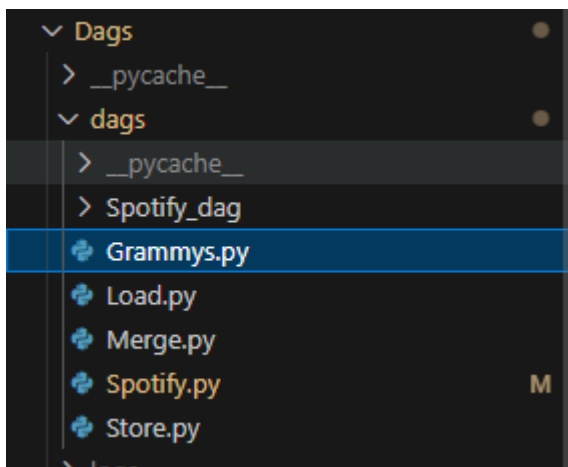 Dags
__pycache__
dags
__pycache__
Spotify_dag
Grammys.py
Load.py
Merge.py
Spotify.py M
Store.py